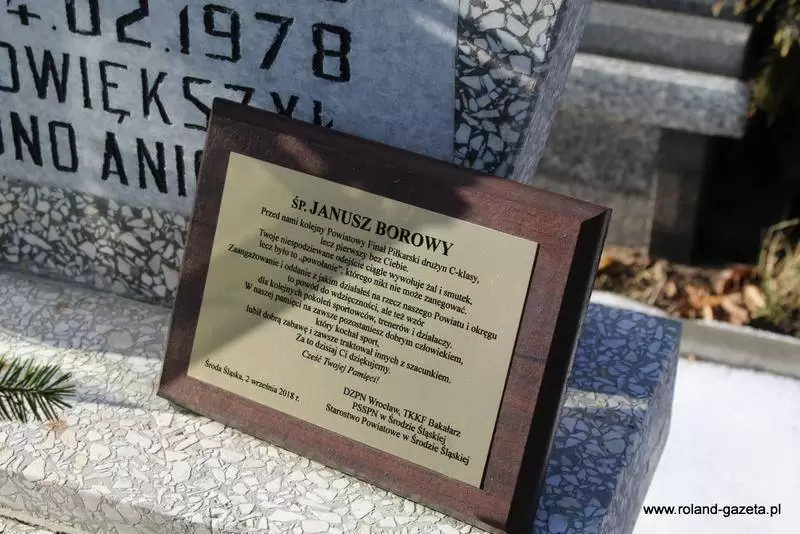 4.02.1978
OWIĘKSZYŁ
ONO ANIO
ŚP. JANUSZ BOROWY
Przed nami kolejny Powiatowy Finał Piłkarski drużyn C-klasy,
lecz pierwszy bez Ciebie.
Twoje niespodziewane odejście ciągle wywołuje żal i smutek,
lecz było to „powołanie", którego nikt nie może zanegować.
Zaangażowanie i oddanie z jakim działałeś na rzecz naszego Powiatu i okręgu
to powód do wdzięczności, ale też wzór
dla kolejnych pokoleń sportowców, trenerów i działaczy.
W naszej pamięci na zawsze pozostaniesz dobrym człowiekiem,
który kochał sport,
lubił dobrą zabawę i zawsze traktował innych z szacunkiem.
Za to dzisiaj Ci dziękujemy.
Cześć Twojej Pamięci!
Środa Śląska, 2 września 2018 r.
DZPN Wrocław, TKKF Bakałarz
PSSPN w Środzie Śląskiej
Starostwo Powiatowe w Środzie Śląskiej
www.roland-gazeta.pl